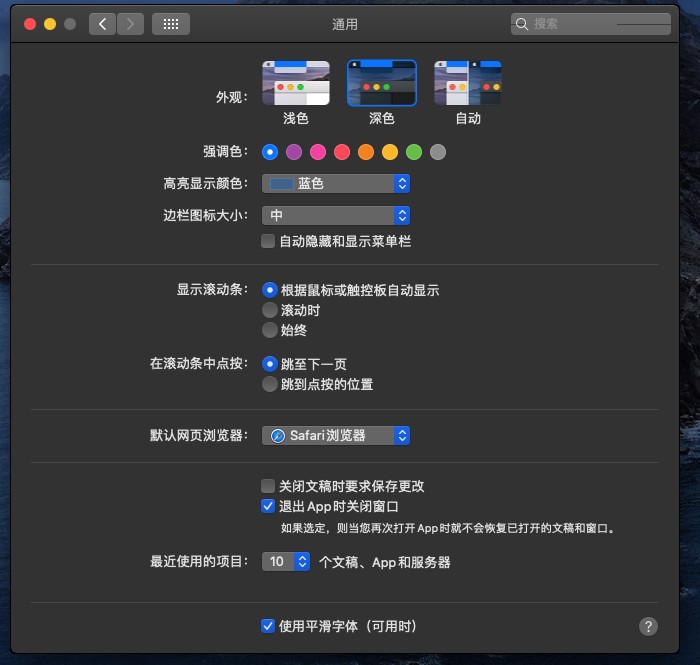 通用
搜索
外观：
浅色 深色 自动
强调色：
高亮显示颜色： 蓝色
边栏图标大小： 中
自动隐藏和显示菜单栏
显示滚动条： 根据鼠标或触控板自动显示
滚动时
始终
在滚动条中点按： 跳至下一页
跳到点按的位置
默认网页浏览器： Safari浏览器
关闭文稿时要求保存更改
退出App时关闭窗口
如果选定，则当您再次打开App时就不会恢复已打开的文稿和窗口。
最近使用的项目： 10 个文稿、App和服务器
使用平滑字体（可用时）
?